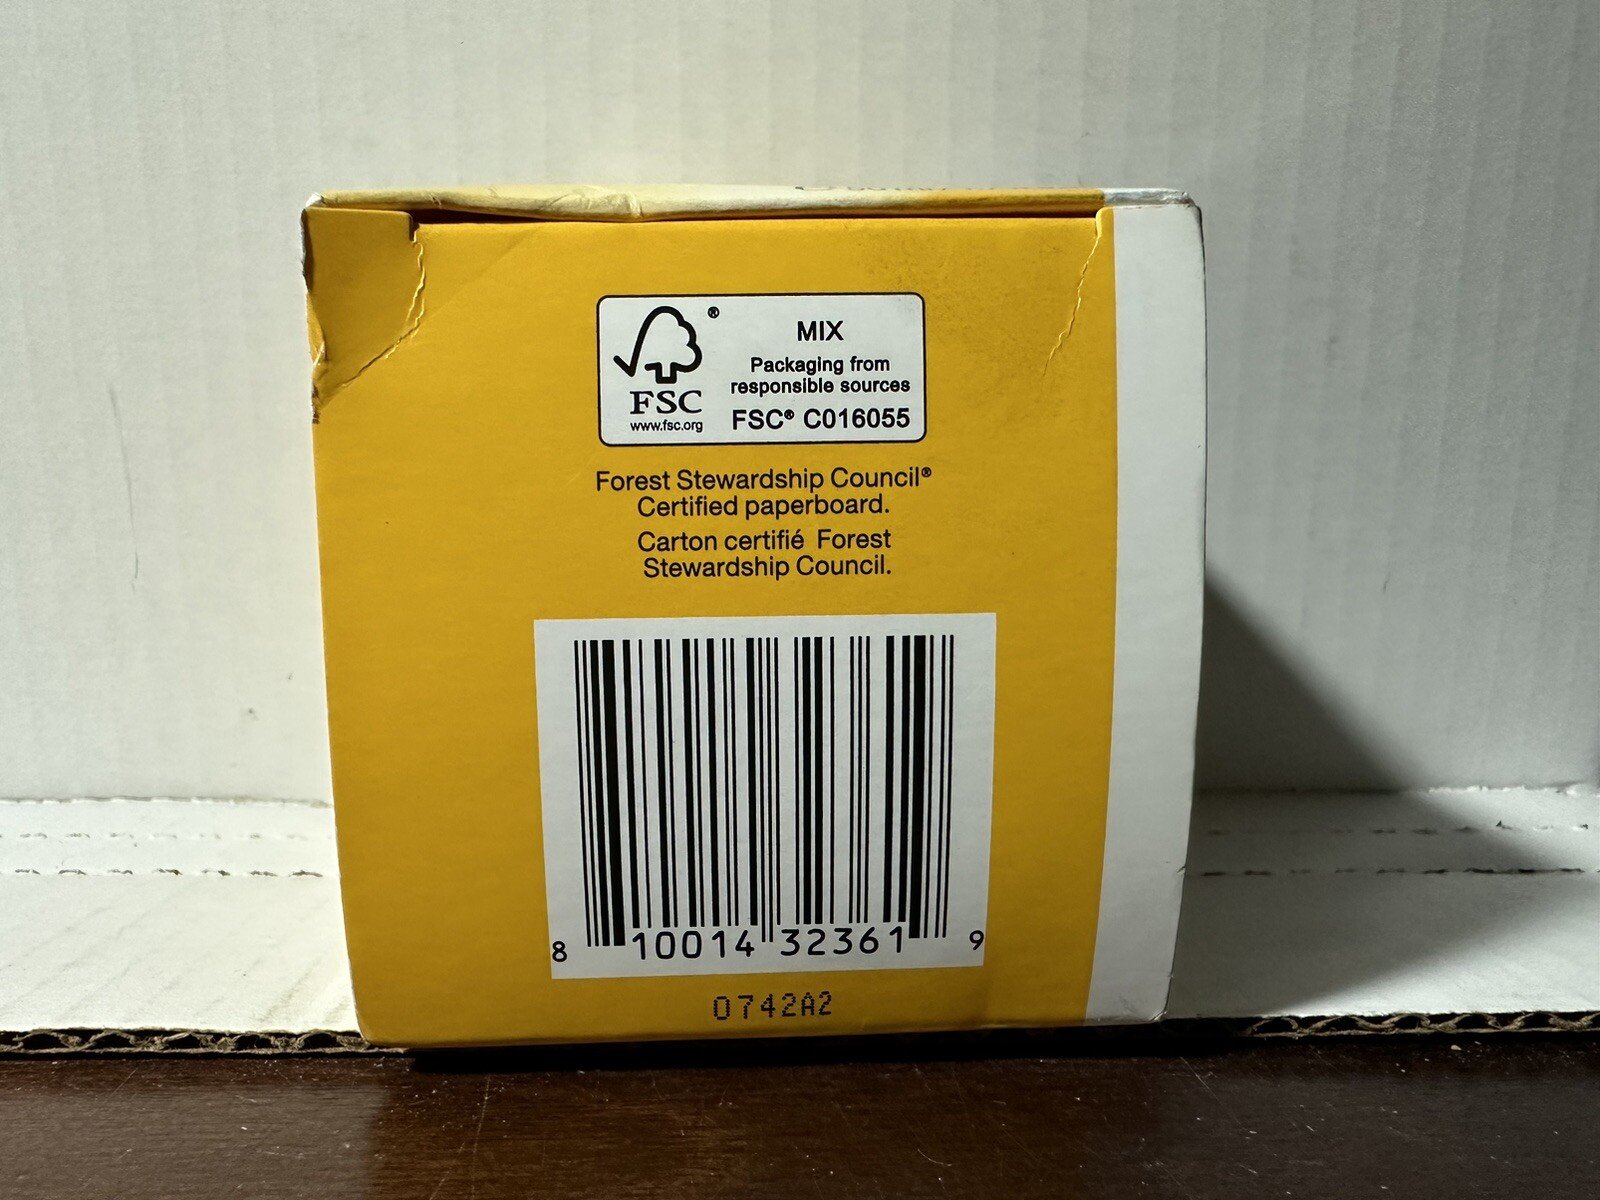 MIX
Packaging from
responsible sources
FSC® C016055
®
FSC
www.fsc.org
Forest Stewardship Council®
Certified paperboard.
Carton certifié Forest
Stewardship Council.
8 10014 32361 9
0742A2